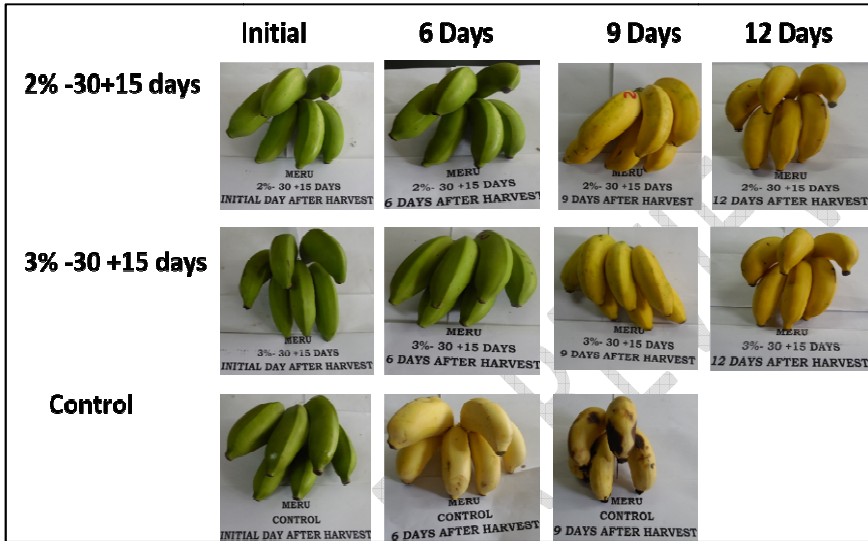 Initial 6 Days 9 Days 12 Days
2% -30+15 days
MERU
2%- 30 +15 DAYS
INITIAL DAY AFTER HARVEST
MERU
2%- 30 +15 DAYS
6 DAYS AFTER HARVEST
MERU
2%- 30 +15 DAYS
9 DAYS AFTER HARVEST
MERU
2%- 30 +15 DAYS
12 DAYS AFTER HARVEST
3% -30 +15 days
MERU
3%- 30 +15 DAYS
INITIAL DAY AFTER HARVEST
MERU
3%- 30 +15 DAYS
6 DAYS AFTER HARVEST
MERU
3%- 30 +15 DAYS
9 DAYS AFTER HARVEST
MERU
3%- 30 +15 DAYS
12 DAYS AFTER HARVEST
Control
MERU
CONTROL
INITIAL DAY AFTER HARVEST
MERU
CONTROL
6 DAYS AFTER HARVEST
MERU
CONTROL
9 DAYS AFTER HARVEST